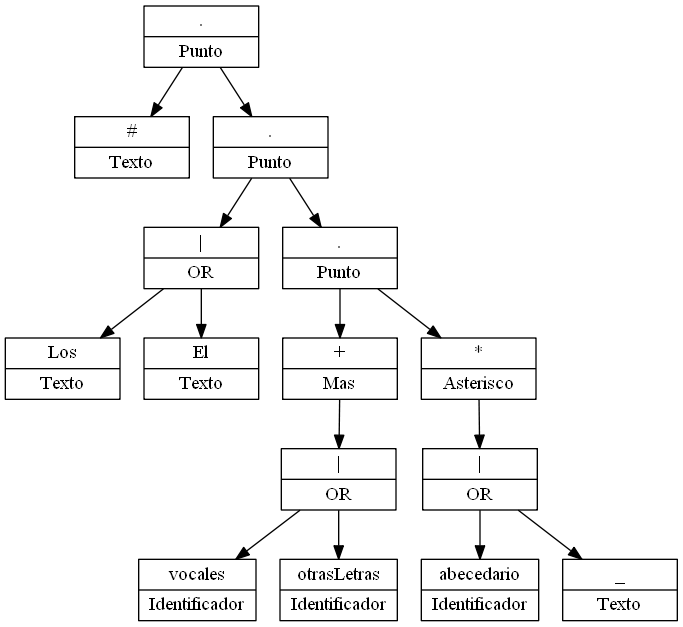 .
Punto
#
Texto
.
Punto
|
OR
.
Punto
Los
Texto
El
Texto
+
Mas
*
Asterisco
|
OR
|
OR
vocales
Identificador
otrasLetras
Identificador
abecedario
Identificador
_
Texto